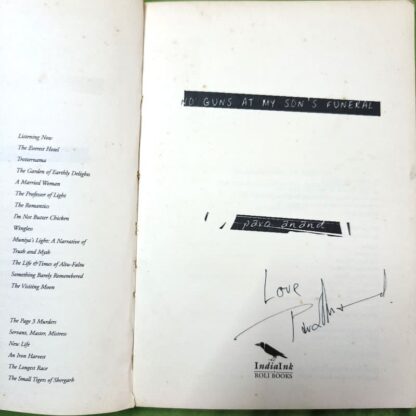 Listening Now
The Everest Hotel
Trotternama
The Garden of Earthly Delights
A Married Woman
The Professor of Light
The Romantics
I'm Not Butter Chicken
Wingless
Muniya's Light: A Narrative of
Truth and Myth
The Life & Times of Altu-Faltu
Something Barely Remembered
The Visiting Moon
The Page 3 Murders
Servant, Master, Mistress
New Life
An Iron Harvest
The Longest Race
The Small Tigers of Shergarh
NO GUNS AT MY SON'S FUNERAL
paro anand
Love
IndiaInk
ROLI BOOKS